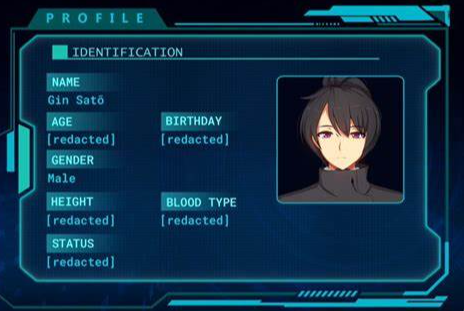 PROFILE
IDENTIFICATION
NAME
Gin Satō
AGE
[redacted]
BIRTHDAY
[redacted]
GENDER
Male
HEIGHT
[redacted]
BLOOD TYPE
[redacted]
STATUS
[redacted]